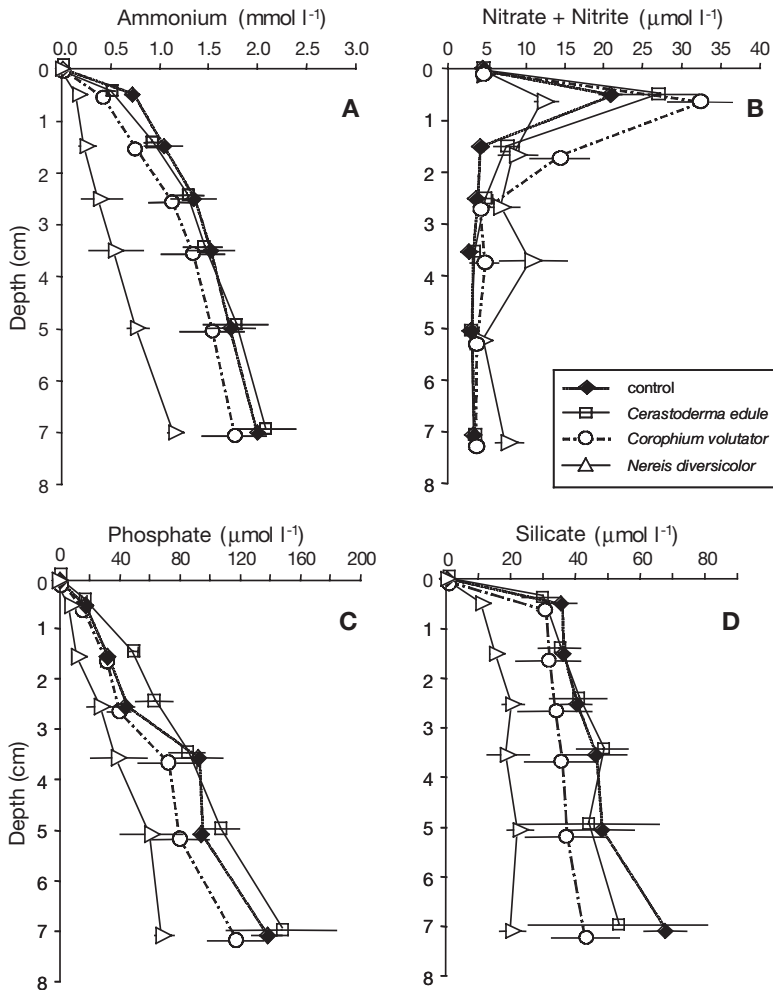 Ammonium (mmol l⁻¹)
0.0 0.5 1.0 1.5 2.0 2.5 3.0
0
1
2
3
4
5
6
7
8
Depth (cm)
A
Nitrate + Nitrite (μmol l⁻¹)
0 5 10 15 20 25 30 35
0
1
2
3
4
5
6
7
8
B
control
Cerastoderma edule
Corophium volutator
Nereis diversicolor
Phosphate (μmol l⁻¹)
0 40 80 120 160 200
0
1
2
3
4
5
6
7
8
Depth (cm)
C
Silicate (μmol l⁻¹)
0 20 40 60 80
0
1
2
3
4
5
6
7
8
D